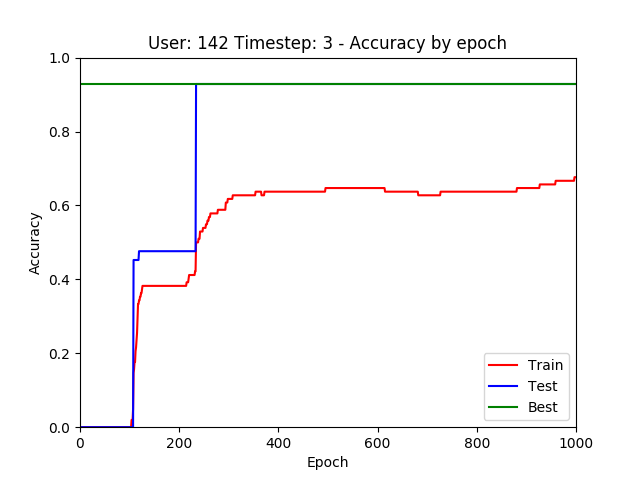 User: 142 Timestep: 3 - Accuracy by epoch
1.0
0.8
0.6
0.4
0.2
0.0
Accuracy
0 200 400 600 800 1000
Epoch
Train
Test
Best